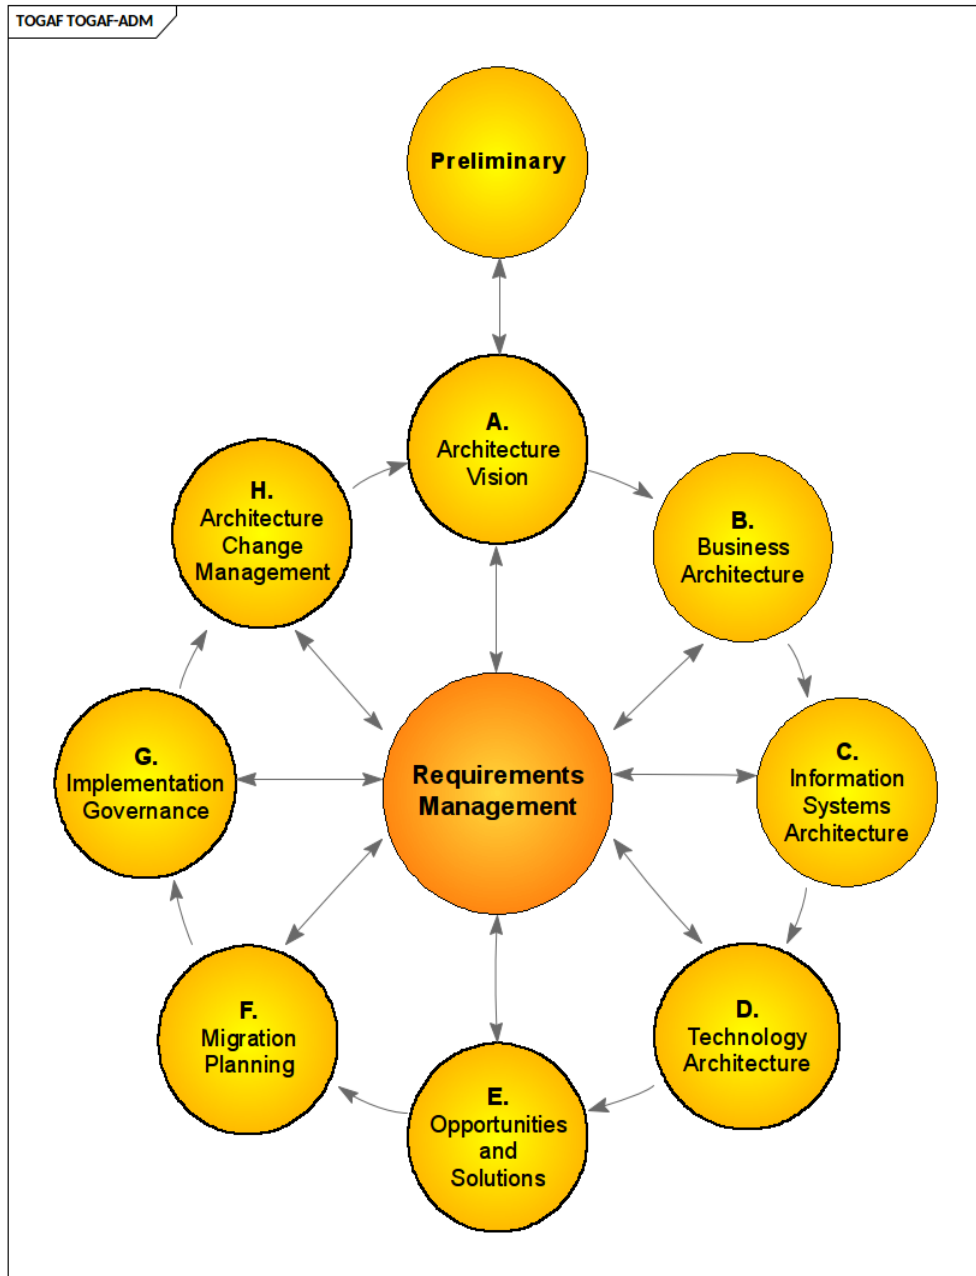 TOGAF TOGAF-ADM
Preliminary
A.
Architecture
Vision
H.
Architecture
Change
Management
B.
Business
Architecture
G.
Implementation
Governance
Requirements
Management
C.
Information
Systems
Architecture
F.
Migration
Planning
D.
Technology
Architecture
E.
Opportunities
and
Solutions